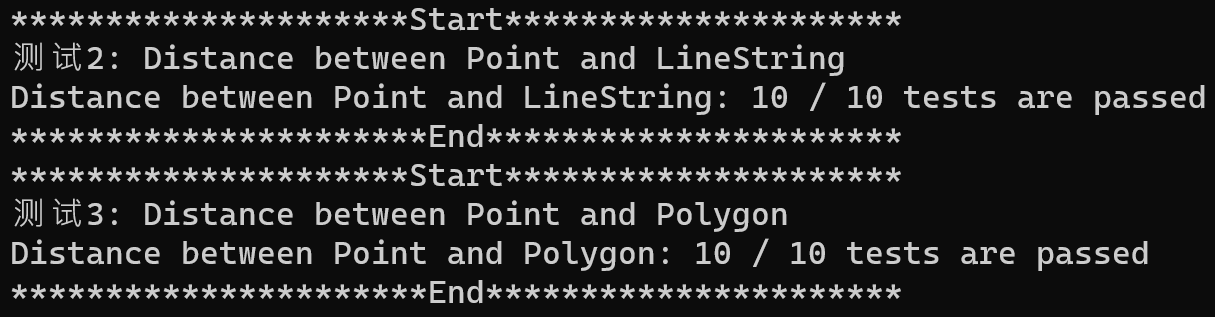 *********************Start*********************
测试2: Distance between Point and LineString
Distance between Point and LineString: 10 / 10 tests are passed
**********************End**********************
*********************Start*********************
测试3: Distance between Point and Polygon
Distance between Point and Polygon: 10 / 10 tests are passed
**********************End**********************